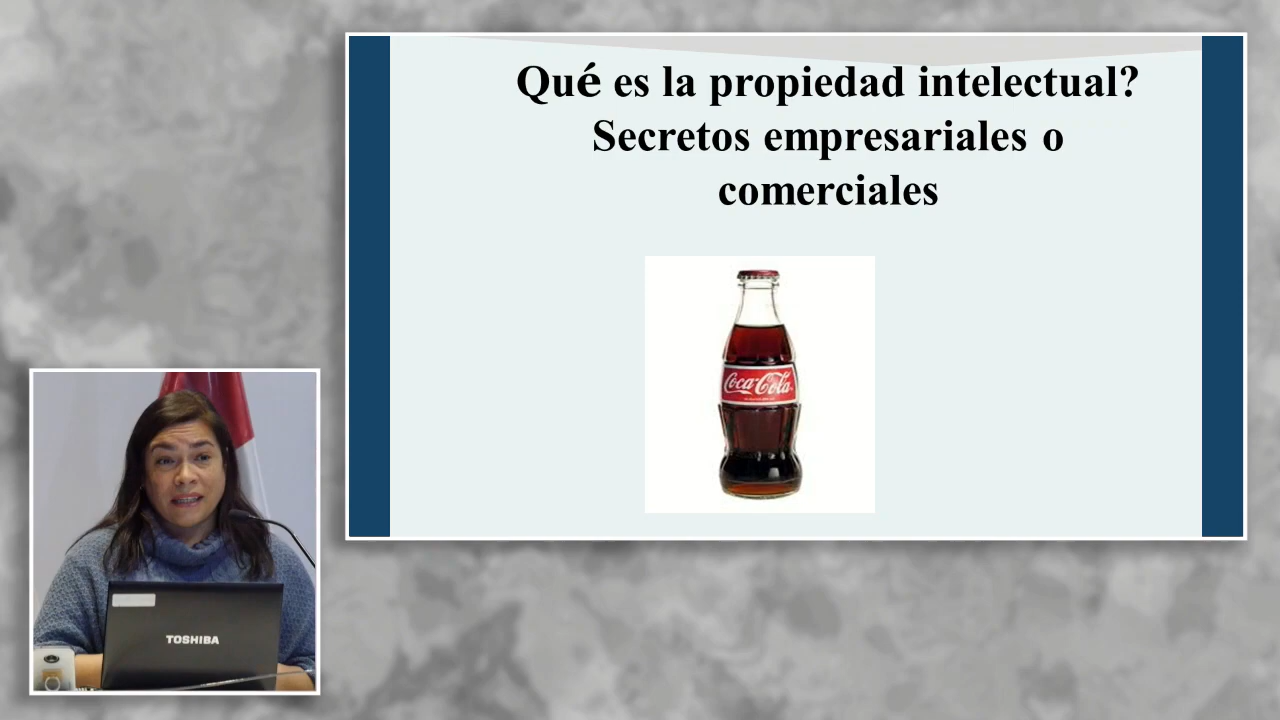 Qué es la propiedad intelectual?
Secretos empresariales o
comerciales
Coca-Cola
TOSHIBA